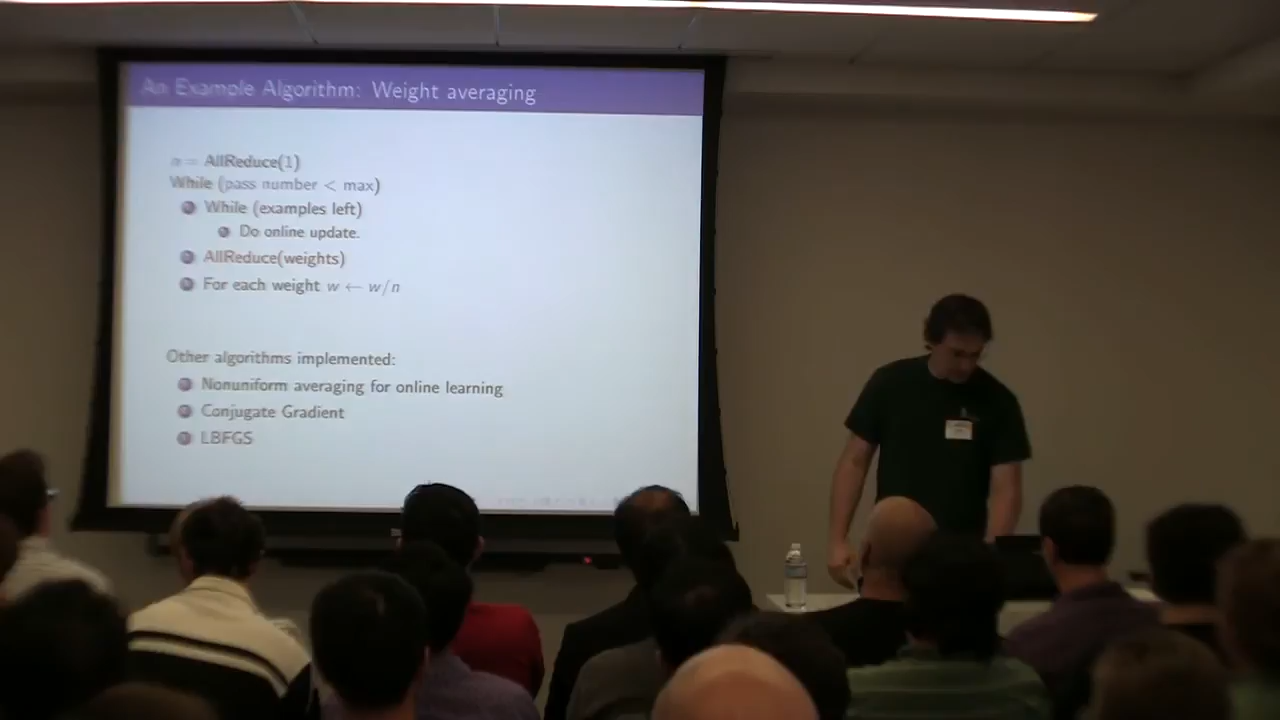 An Example Algorithm: Weight averaging
n = AllReduce(1)
While (pass number < max)
While (examples left)
Do online update.
AllReduce(weights)
For each weight w ← w/n
Other algorithms implemented:
Nonuniform averaging for online learning
Conjugate Gradient
LBFGS